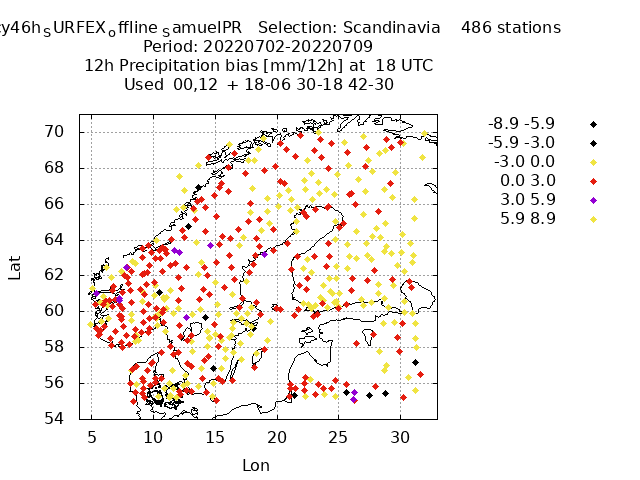 cy46h_SURFEX_offline_SamuelPR   Selection: Scandinavia    486 stations
Period: 20220702-20220709
12h Precipitation bias [mm/12h] at  18 UTC
Used  00,12  + 18-06 30-18 42-30
-8.9 -5.9
-5.9 -3.0
-3.0 0.0
0.0 3.0
3.0 5.9
5.9 8.9
70
68
66
64
62
60
58
56
54
Lat
5 10 15 20 25 30
Lon